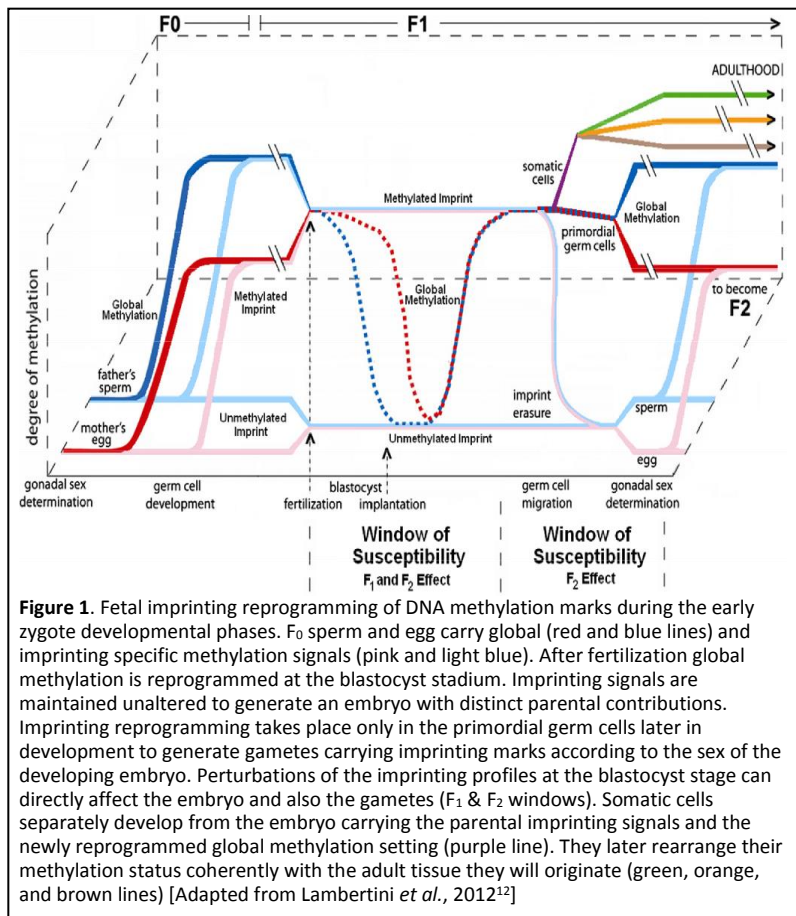 F0
F1
ADULTHOOD
somatic
cells
Methylated Imprint
Global
Methylation
primordial
germ cells
Global
Methylation
Methylated
Imprint
Global
Methylation
to become
F2
degree of methylation
father's
sperm
imprint
erasure
sperm
mother's
egg
Unmethylated
Imprint
Unmethylated Imprint
egg
gonadal sex
determination
germ cell
development
fertilization
blastocyst
implantation
germ cell
migration
gonadal sex
determination
Window of
Susceptibility
F₁ and F₂ Effect
Window of
Susceptibility
F₂ Effect
Figure 1. Fetal imprinting reprogramming of DNA methylation marks during the early
zygote developmental phases. F₀ sperm and egg carry global (red and blue lines) and
imprinting specific methylation signals (pink and light blue). After fertilization global
methylation is reprogrammed at the blastocyst stadium. Imprinting signals are
maintained unaltered to generate an embryo with distinct parental contributions.
Imprinting reprogramming takes place only in the primordial germ cells later in
development to generate gametes carrying imprinting marks according to the sex of the
developing embryo. Perturbations of the imprinting profiles at the blastocyst stage can
directly affect the embryo and also the gametes (F₁ & F₂ windows). Somatic cells
separately develop from the embryo carrying the parental imprinting signals and the
newly reprogrammed global methylation setting (purple line). They later rearrange their
methylation status coherently with the adult tissue they will originate (green, orange,
and brown lines) [Adapted from Lambertini et al., 2012¹²]